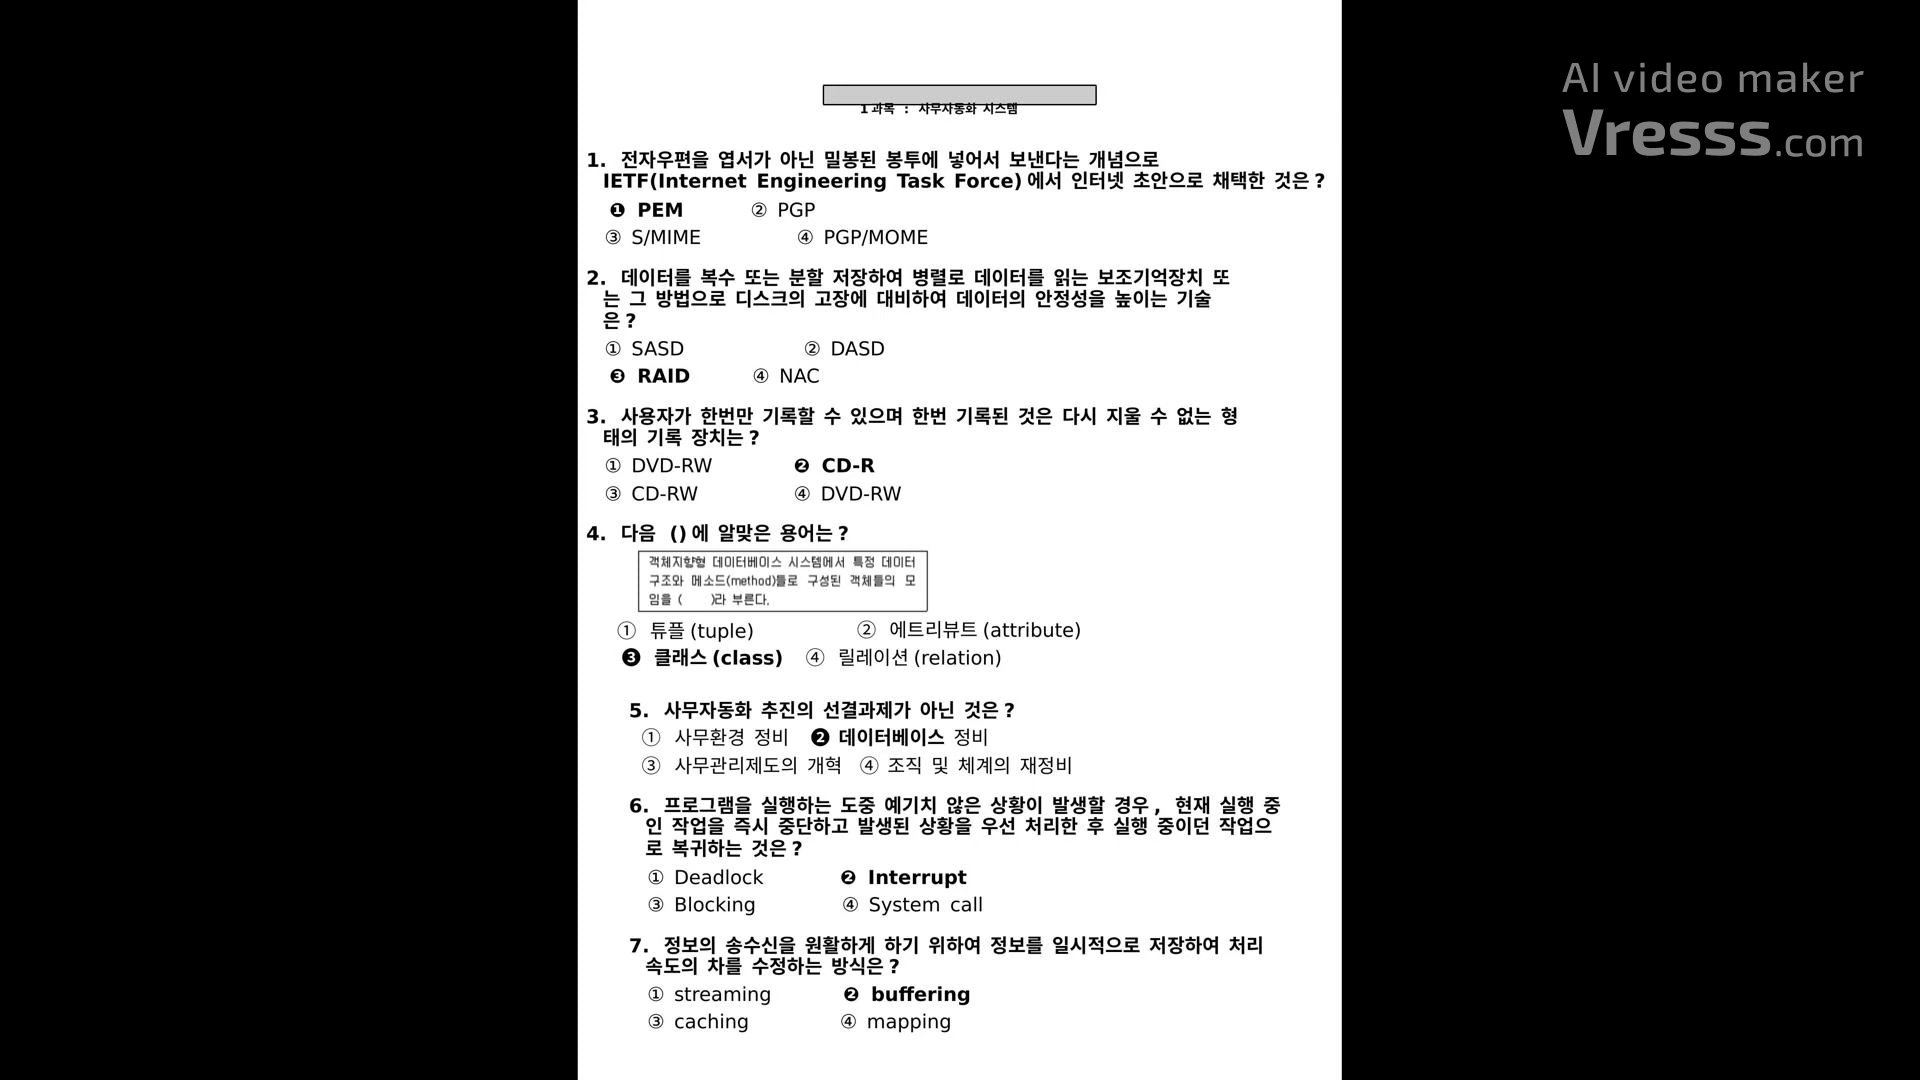 AI video maker
Vresss.com
1과목 : 사무자동화 시스템
1. 전자우편을 엽서가 아닌 밀봉된 봉투에 넣어서 보낸다는 개념으로
IETF(Internet Engineering Task Force)에서 인터넷 초안으로 채택한 것은?
❶ PEM ② PGP
③ S/MIME ④ PGP/MOME
2. 데이터를 복수 또는 분할 저장하여 병렬로 데이터를 읽는 보조기억장치 또
는 그 방법으로 디스크의 고장에 대비하여 데이터의 안정성을 높이는 기술
은?
① SASD ② DASD
❸ RAID ④ NAC
3. 사용자가 한번만 기록할 수 있으며 한번 기록된 것은 다시 지울 수 없는 형
태의 기록 장치는?
① DVD-RW ❷ CD-R
③ CD-RW ④ DVD-RW
4. 다음 ()에 알맞은 용어는?
객체지향형 데이터베이스 시스템에서 특정 데이터
구조와 메소드(method)들로 구성된 객체들의 모
임을 ( )라 부른다.
① 튜플(tuple) ② 에트리뷰트(attribute)
❸ 클래스(class) ④ 릴레이션(relation)
5. 사무자동화 추진의 선결과제가 아닌 것은?
① 사무환경 정비 ❷ 데이터베이스 정비
③ 사무관리제도의 개혁 ④ 조직 및 체계의 재정비
6. 프로그램을 실행하는 도중 예기치 않은 상황이 발생할 경우, 현재 실행 중
인 작업을 즉시 중단하고 발생된 상황을 우선 처리한 후 실행 중이던 작업으
로 복귀하는 것은?
① Deadlock ❷ Interrupt
③ Blocking ④ System call
7. 정보의 송수신을 원활하게 하기 위하여 정보를 일시적으로 저장하여 처리
속도의 차를 수정하는 방식은?
① streaming ❷ buffering
③ caching ④ mapping